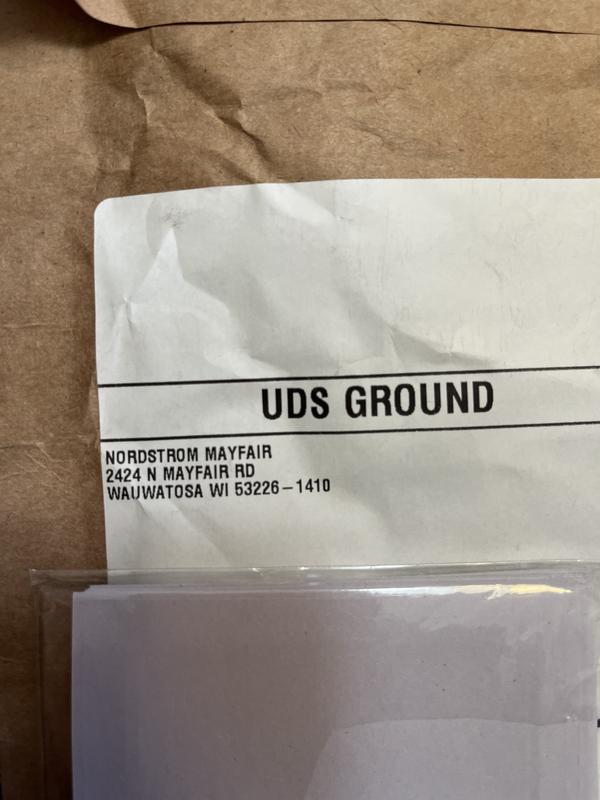 UDS GROUND
NORDSTROM MAYFAIR
2424 N MAYFAIR RD
WAUWATOSA WI 53226-1410